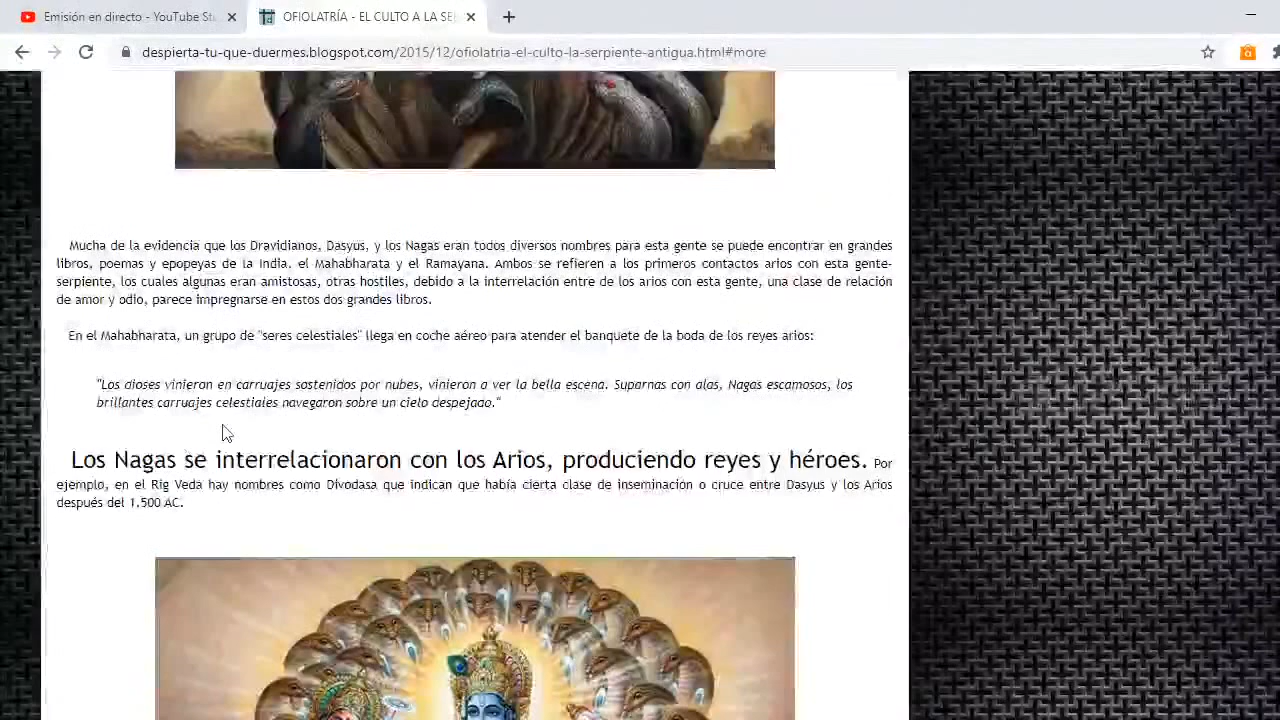 Emisión en directo - YouTube Stu
OFIOLATRÍA - EL CULTO A LA SE
despierta-tu-que-duermes.blogspot.com/2015/12/ofiolatria-el-culto-la-serpiente-antigua.html#more
Mucha de la evidencia que los Dravidianos, Dasyus, y los Nagas eran todos diversos nombres para esta gente se puede encontrar en grandes
libros, poemas y epopeyas de la India, el Mahabharata y el Ramayana. Ambos se refieren a los primeros contactos arios con esta gente-
serpiente, los cuales algunas eran amistosas, otras hostiles, debido a la interrelación entre de los arios con esta gente, una clase de relación
de amor y odio, parece impregnarse en estos dos grandes libros.
En el Mahabharata, un grupo de "seres celestiales" llega en coche aéreo para atender el banquete de la boda de los reyes arios:
"Los dioses vinieron en carruajes sostenidos por nubes, vinieron a ver la bella escena. Suparnas con alas, Nagas escamosos, los
brillantes carruajes celestiales navegaron sobre un cielo despejado."
Los Nagas se interrelacionaron con los Arios, produciendo reyes y héroes. Por
ejemplo, en el Rig Veda hay nombres como Divodasa que indican que había cierta clase de inseminación o cruce entre Dasyus y los Arios
después del 1.500 AC.